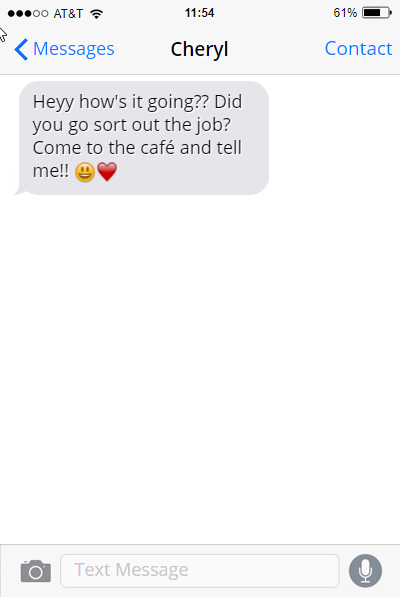 AT&T 11:54 61%
Messages Cheryl Contact
Heyy how's it going?? Did
you go sort out the job?
Come to the café and tell
me!! 😃❤️
Text Message